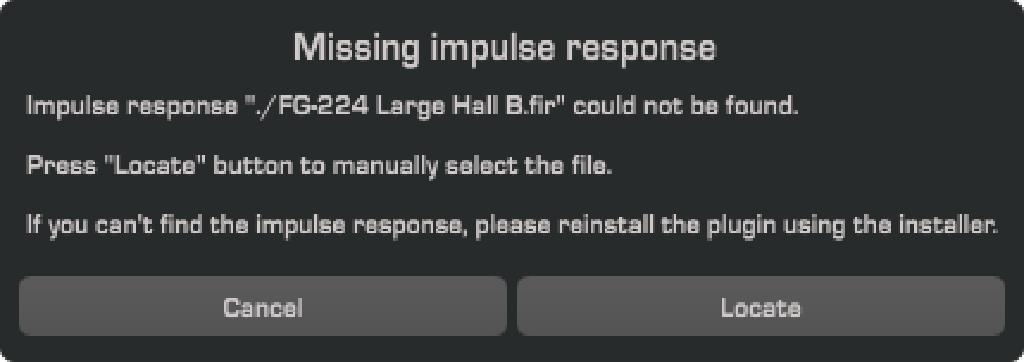 Missing impulse response
Impulse response "./FG-224 Large Hall B.fir" could not be found.
Press "Locate" button to manually select the file.
If you can't find the impulse response, please reinstall the plugin using the installer.
Cancel
Locate